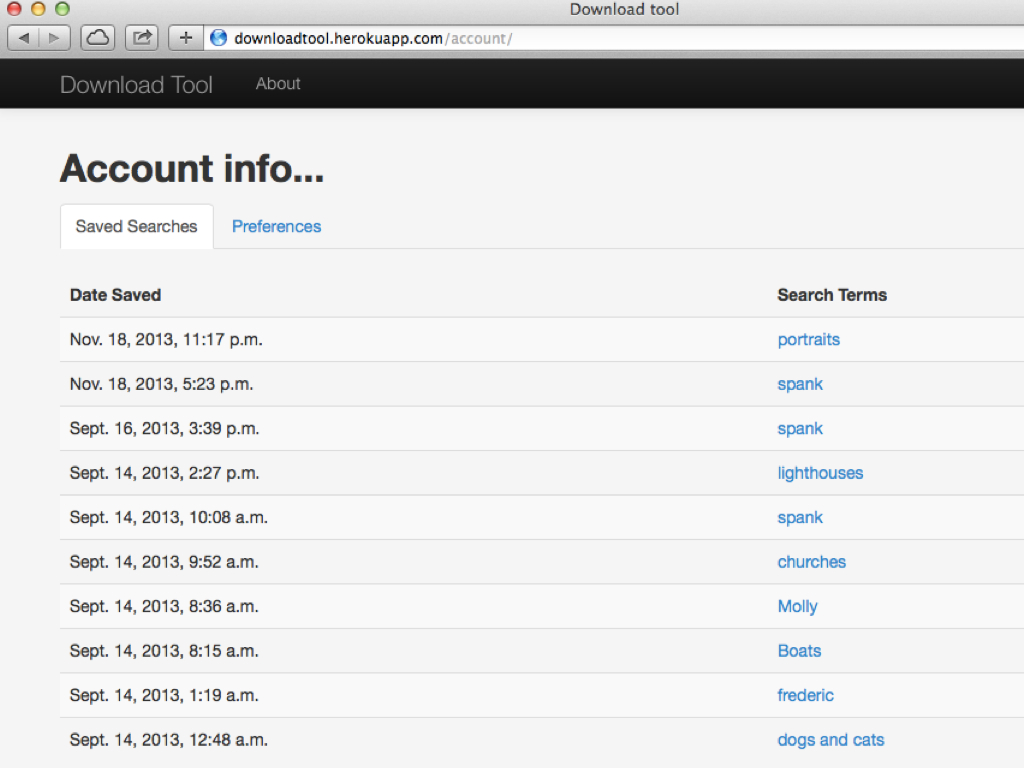 Download tool
downloadtool.herokuapp.com/account/
Download Tool About
Account info...
Saved Searches Preferences
Date Saved Search Terms
Nov. 18, 2013, 11:17 p.m. portraits
Nov. 18, 2013, 5:23 p.m. spank
Sept. 16, 2013, 3:39 p.m. spank
Sept. 14, 2013, 2:27 p.m. lighthouses
Sept. 14, 2013, 10:08 a.m. spank
Sept. 14, 2013, 9:52 a.m. churches
Sept. 14, 2013, 8:36 a.m. Molly
Sept. 14, 2013, 8:15 a.m. Boats
Sept. 14, 2013, 1:19 a.m. frederic
Sept. 14, 2013, 12:48 a.m. dogs and cats